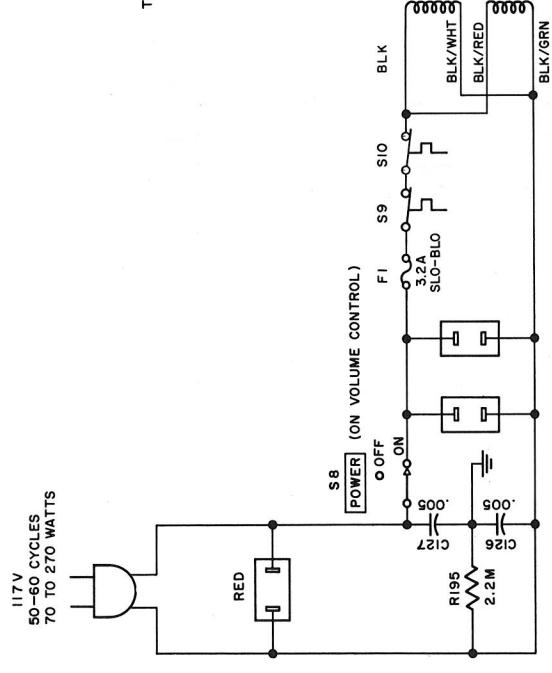 T
117V
50-60 CYCLES
70 TO 270 WATTS
RED
S8
POWER (ON VOLUME CONTROL)
OFF
ON
F1
3.2A
SLO-BLO
S9
S10
BLK
BLK/WHT
BLK/RED
BLK/GRN
C127
.005
C126
.005
R195
2.2M